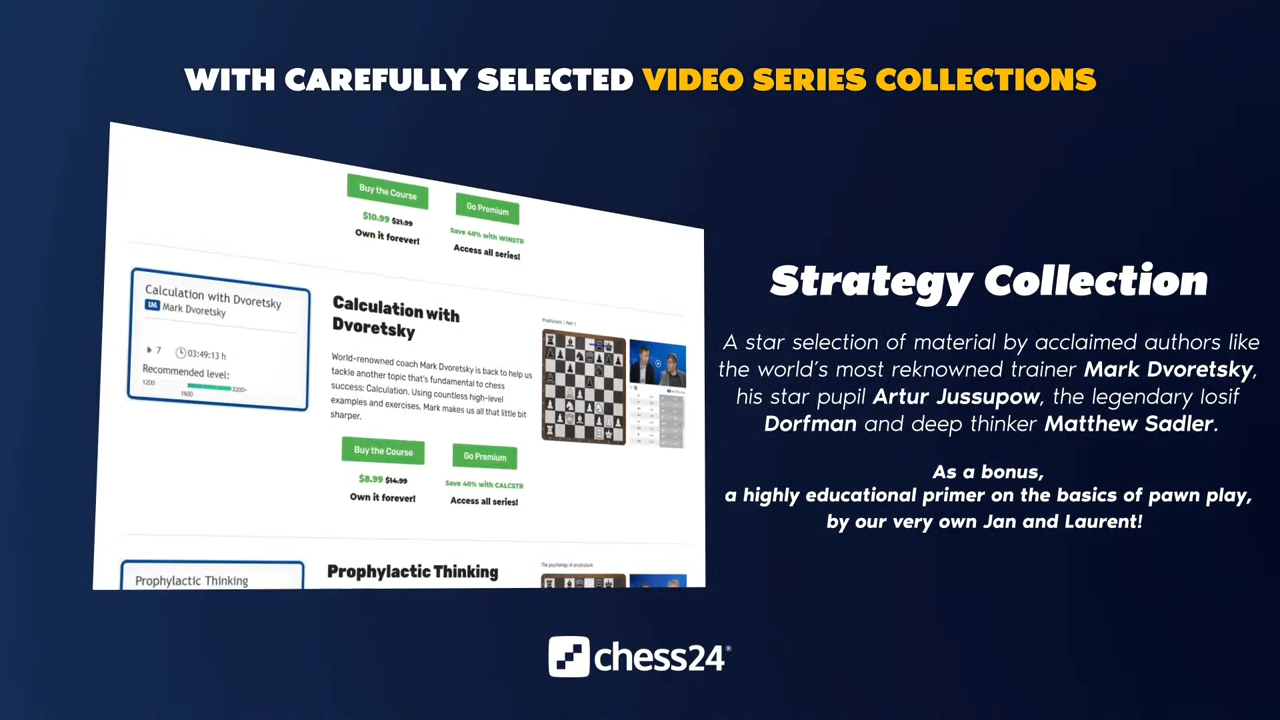 WITH CAREFULLY SELECTED VIDEO SERIES COLLECTIONS
Buy the Course
Go Premium
$10.99 $21.99
Save 40% with WINSTR
Own it forever!
Access all series!
Calculation with Dvoretsky
IM Mark Dvoretsky
7 03:49:13 h
Recommended level:
1200 2200+
1600
Calculation with
Dvoretsky
World-renowned coach Mark Dvoretsky is back to help us
tackle another topic that's fundamental to chess
success: Calculation. Using countless high-level
examples and exercises, Mark makes us all that little bit
sharper.
Buy the Course
Go Premium
$8.99 $14.99
Save 40% with CALCSTR
Own it forever!
Access all series!
Prophylactic Thinking
Prophylactic Thinking
The psychology of prophylaxis
Strategy Collection
A star selection of material by acclaimed authors like
the world's most reknowned trainer Mark Dvoretsky,
his star pupil Artur Jussupow, the legendary Iosif
Dorfman and deep thinker Matthew Sadler.
As a bonus,
a highly educational primer on the basics of pawn play,
by our very own Jan and Laurent!
chess24®